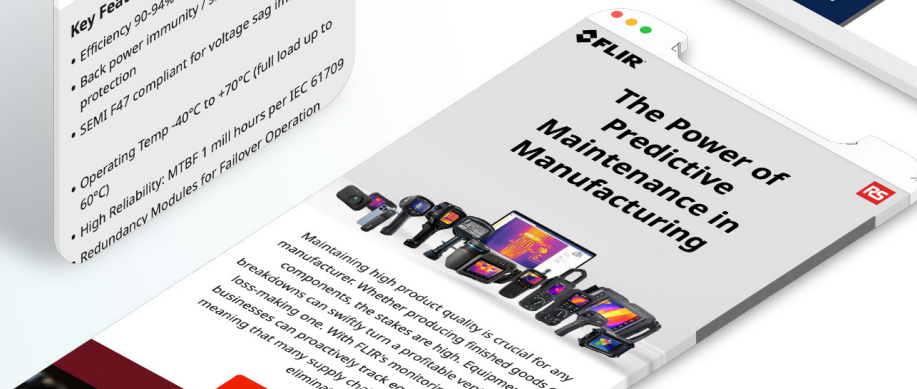 Key Feat
• Efficiency 90-94%
• Back power immunity /
protection
• SEMI F47 compliant for voltage sag im
• Operating Temp -40°C to +70°C (full load up to
60°C)
• High Reliability: MTBF 1 mill hours per IEC 61709
• Redundancy Modules for Failover Operation
FLIR
The Power of
Predictive
Maintenance in
Manufacturing
RS
Maintaining high product quality is crucial for any
manufacturer. Whether producing finished goods o
components, the stakes are high. Equipme
breakdowns can swiftly turn a profitable ven
loss-making one. With FLIR's monitorin
businesses can proactively track eq
meaning that many supply cha
elimina